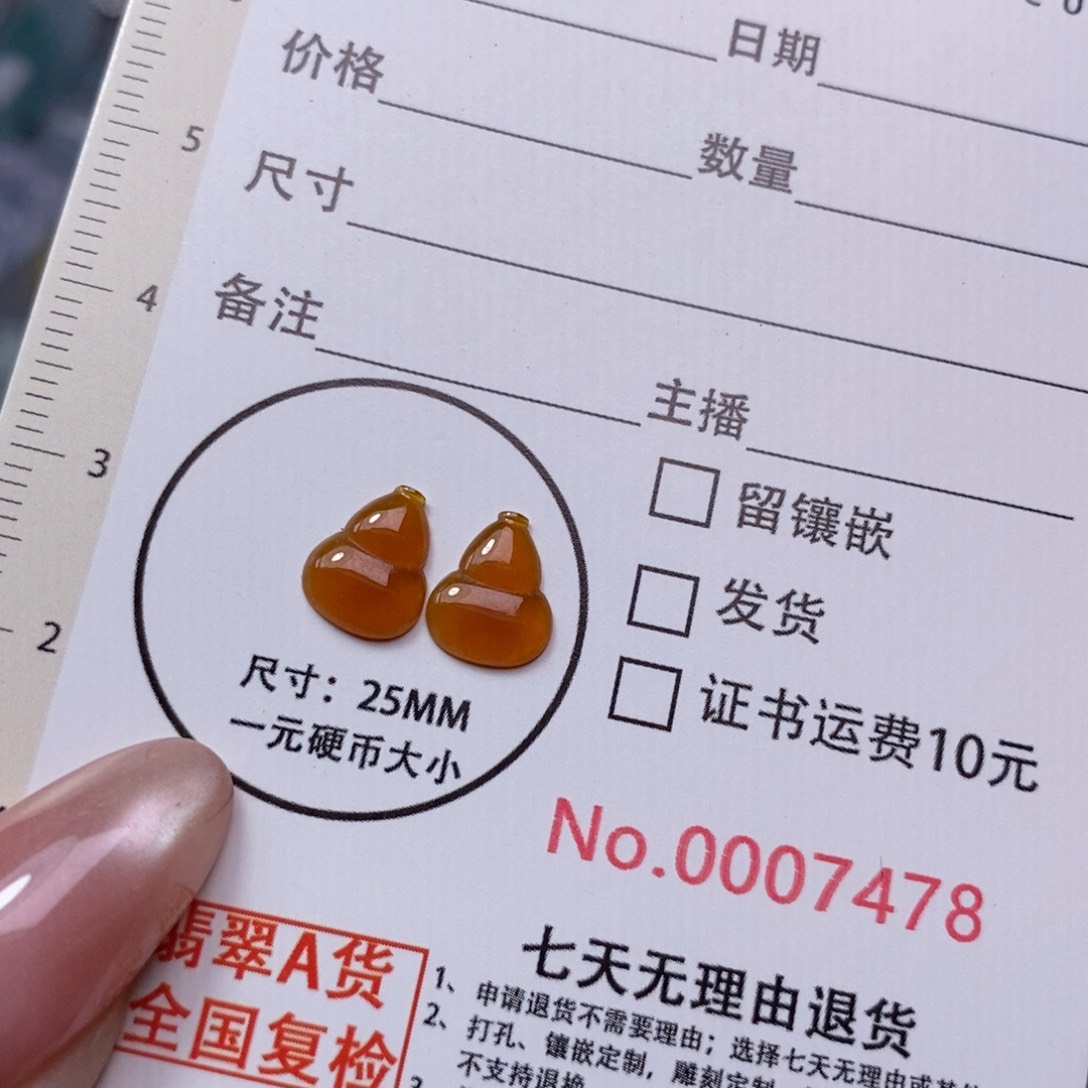 日期
价格
数量
5
尺寸
4
备注
主播
3
留镶嵌
发货
2
证书运费10元
尺寸：25MM
一元硬币大小
No.0007478
翡翠A货
全国复检
七天无理由退货
1、申请退货不需要理由；选择七天无理由或
2、打孔、镶嵌定制，雕刻定制
不支持退换